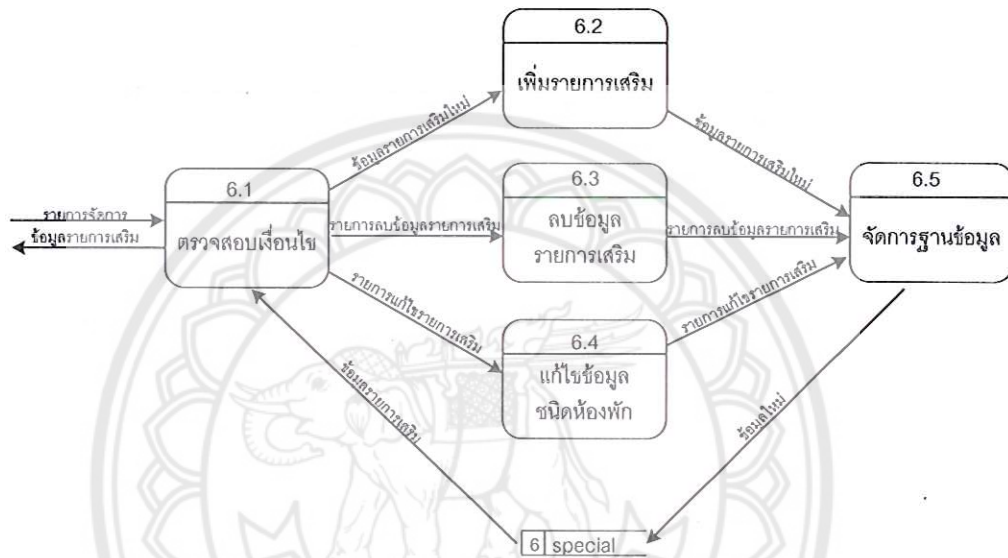 6.2
เพิ่มรายการเสริม
ข้อมูลรายการเสริมใหม่
ข้อมูลรายการเสริมใหม่
6.1
ตรวจสอบเงื่อนไข
รายการจัดการ
ข้อมูลรายการเสริม
รายการลบข้อมูลรายการเสริม
6.3
ลบข้อมูล
รายการเสริม
รายการลบข้อมูลรายการเสริม
6.5
จัดการฐานข้อมูล
รายการแก้ไขรายการเสริม
6.4
แก้ไขข้อมูล
ชนิดห้องพัก
รายการแก้ไขรายการเสริม
ข้อมูลรายการเสริม
ข้อมูลใหม่
6 special